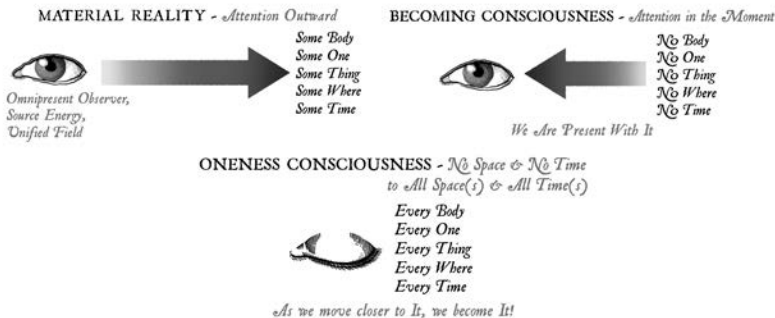 MATERIAL REALITY - Attention Outward
Some Body
Some One
Some Thing
Some Where
Some Time
Omnipresent Observer,
Source Energy,
Unified Field
BECOMING CONSCIOUSNESS - Attention in the Moment
No Body
No One
No Thing
No Where
No Time
We Are Present With It
ONENESS CONSCIOUSNESS - No Space & No Time
to All Space(s) & All Time(s)
Every Body
Every One
Every Thing
Every Where
Every Time
As we move closer to It, we become It!